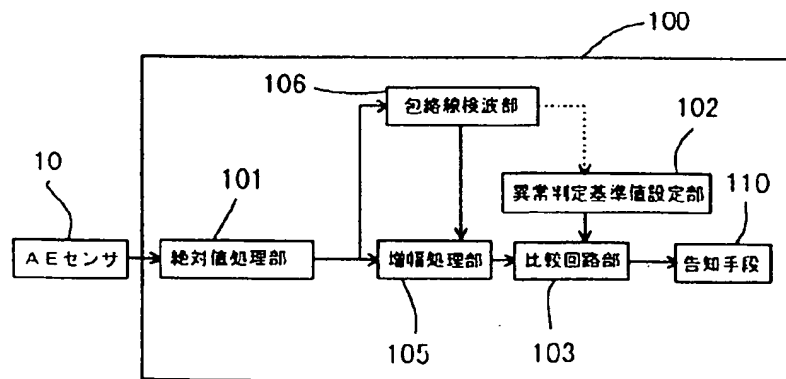 100
106
包絡線検波部
102
101
110
10
異常判定基準値設定部
AEセンサ
絶対値処理部
増幅処理部
比較回路部
告知手段
105
103